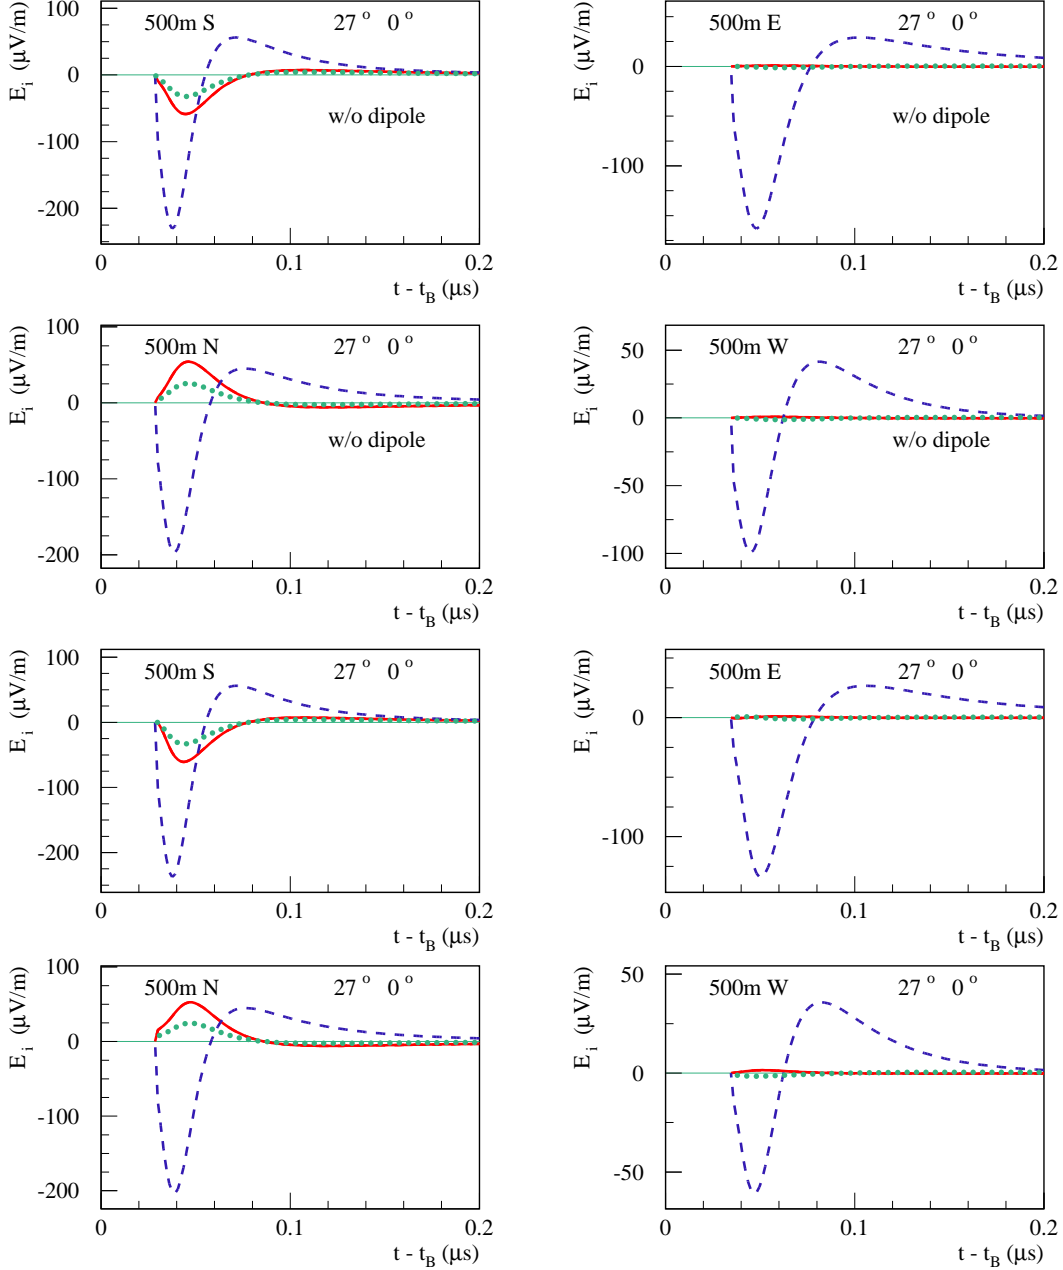 500m S 27 ° 0 °
E_i (μV/m)
100
0
-100
-200
w/o dipole
0 0.1 0.2
t - t_B (μs)
500m E 27 ° 0 °
E_i (μV/m)
0
-100
w/o dipole
0 0.1 0.2
t - t_B (μs)
500m N 27 ° 0 °
E_i (μV/m)
100
0
-100
-200
w/o dipole
0 0.1 0.2
t - t_B (μs)
500m W 27 ° 0 °
E_i (μV/m)
50
0
-50
-100
w/o dipole
0 0.1 0.2
t - t_B (μs)
500m S 27 ° 0 °
E_i (μV/m)
100
0
-100
-200
0 0.1 0.2
t - t_B (μs)
500m E 27 ° 0 °
E_i (μV/m)
0
-100
0 0.1 0.2
t - t_B (μs)
500m N 27 ° 0 °
E_i (μV/m)
100
0
-100
-200
0 0.1 0.2
t - t_B (μs)
500m W 27 ° 0 °
E_i (μV/m)
50
0
-50
0 0.1 0.2
t - t_B (μs)